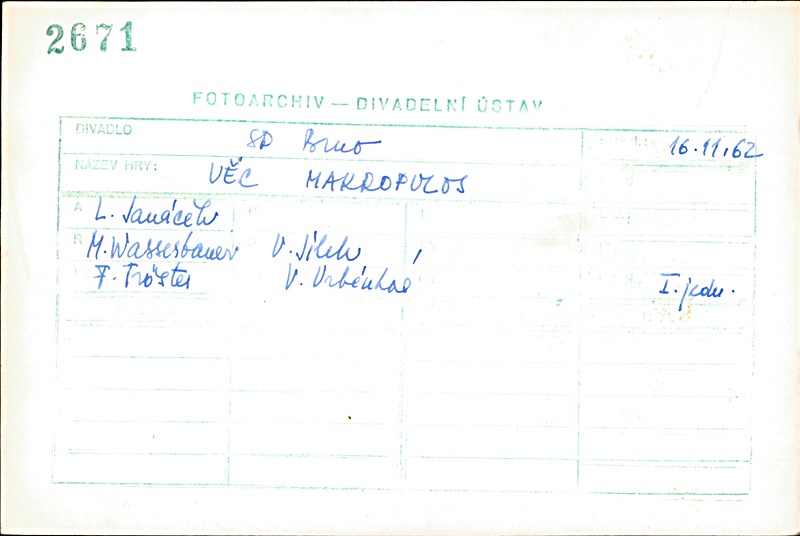 2671
FOTOARCHIV — DIVADELNÍ ÚSTAV
DIVADLO SD Brno 16.11.62
NÁZEV HRY: VĚC MAKROPULOS
A L. Janáček
R M. Wasserbauer V. Jílek
F. Tröster V. Urbánková I. jedn.